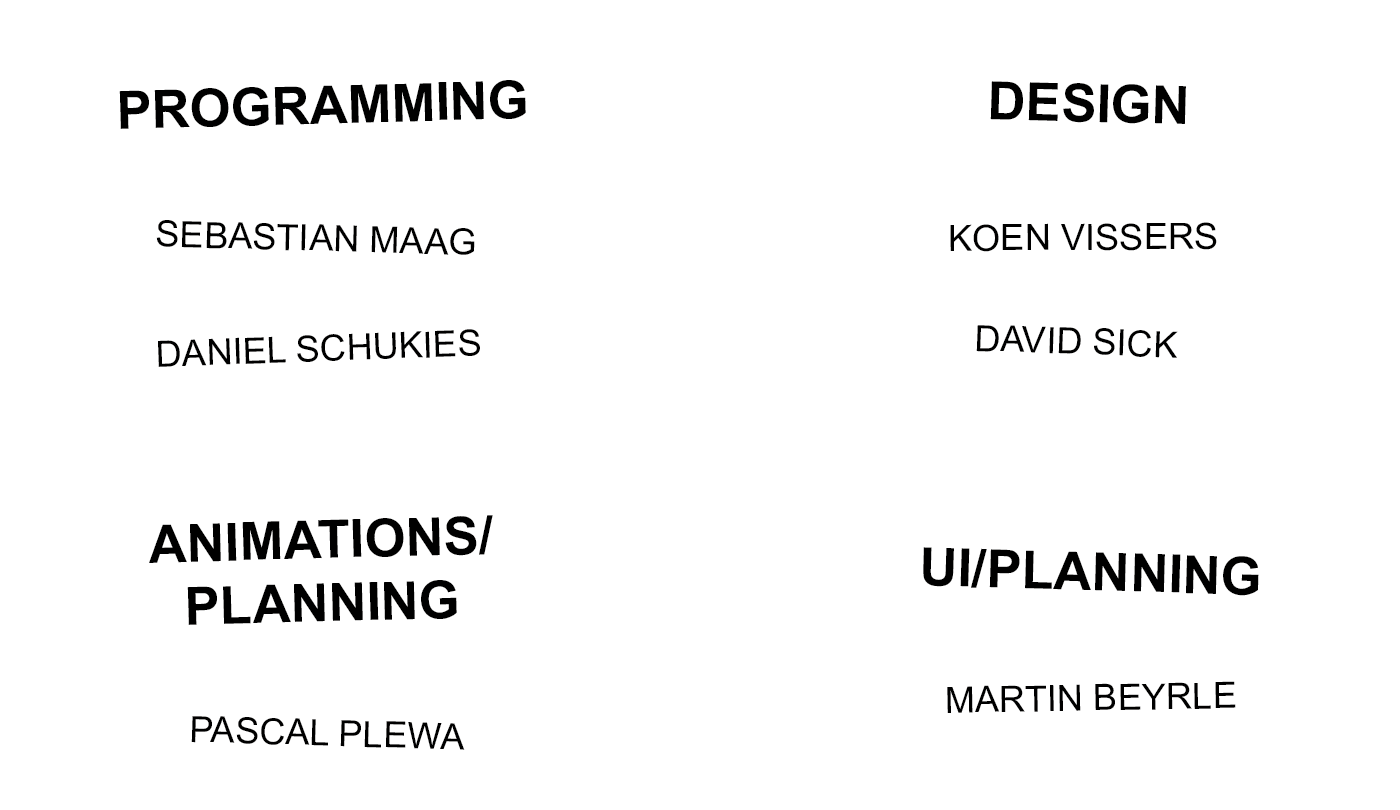 PROGRAMMING
SEBASTIAN MAAG
DANIEL SCHUKIES
DESIGN
KOEN VISSERS
DAVID SICK
ANIMATIONS/
PLANNING
PASCAL PLEWA
UI/PLANNING
MARTIN BEYRLE